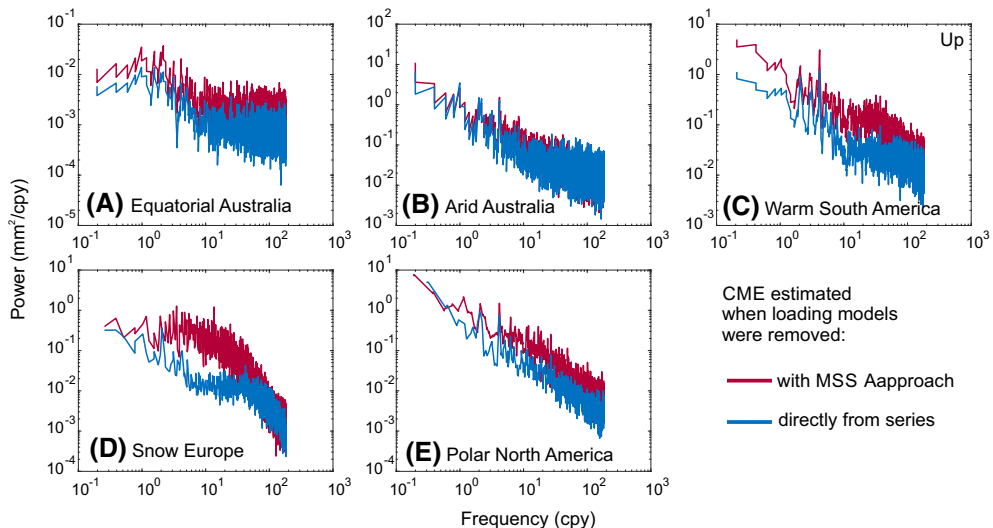 Power (mm²/cpy)
10⁻¹
10⁻²
10⁻³
10⁻⁴
10⁻⁵
(A) Equatorial Australia
10⁻¹ 10⁰ 10¹ 10² 10³
10²
10¹
10⁰
10⁻¹
10⁻²
10⁻³
(B) Arid Australia
10⁻¹ 10⁰ 10¹ 10² 10³
10¹
10⁰
10⁻¹
10⁻²
10⁻³
Up
(C) Warm South America
10⁻¹ 10⁰ 10¹ 10² 10³
10¹
10⁰
10⁻¹
10⁻²
10⁻³
10⁻⁴
(D) Snow Europe
10⁻¹ 10⁰ 10¹ 10² 10³
10¹
10⁰
10⁻¹
10⁻²
10⁻³
10⁻⁴
(E) Polar North America
10⁻¹ 10⁰ 10¹ 10² 10³
Frequency (cpy)
CME estimated
when loading models
were removed:
with MSS Aapproach
directly from series